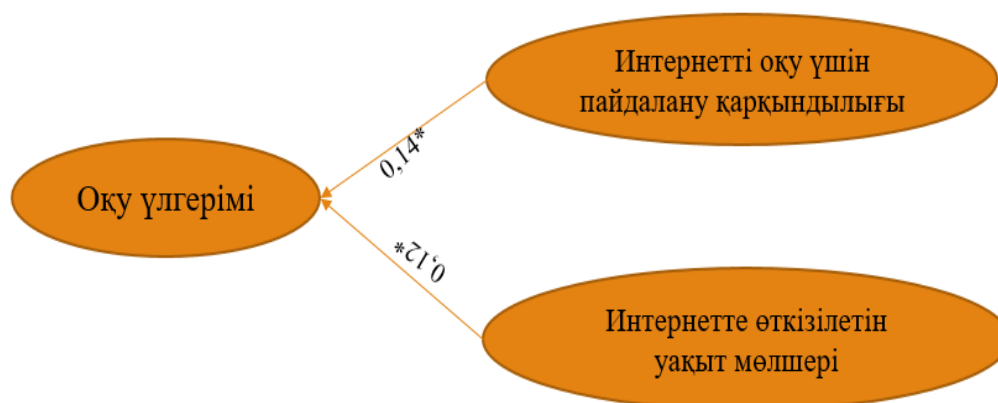 Интернетті оқу үшін
пайдалану қарқындылығы
0,14*
Оқу үлгерімі
0,12*
Интернетте өткізілетін
уақыт мөлшері